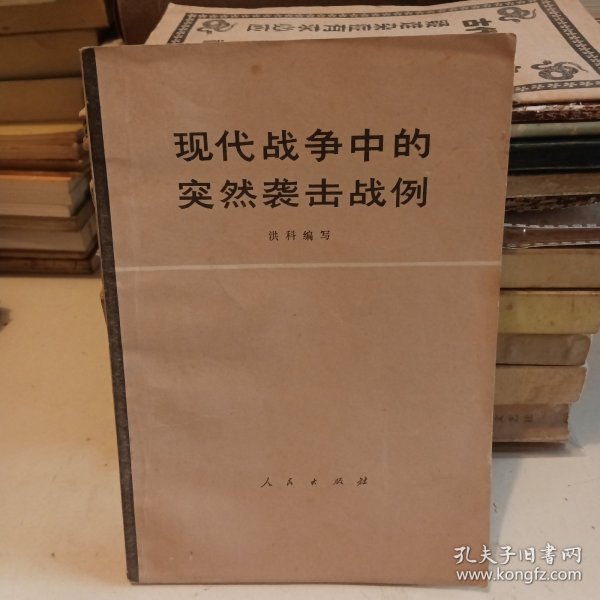 现代战争中的
突然袭击战例
洪科编写
人民出版社
孔夫子旧书网
www.kongfz.com